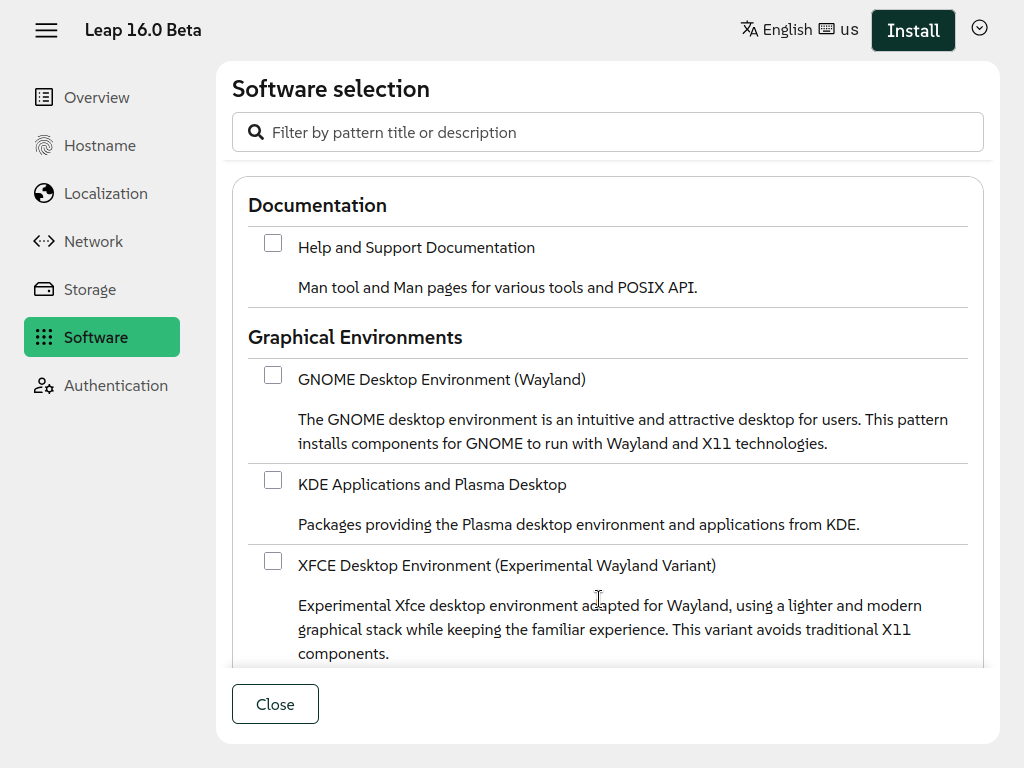 Leap 16.0 Beta
English us
Install
Overview
Hostname
Localization
Network
Storage
Software
Authentication
Software selection
Filter by pattern title or description
Documentation
Help and Support Documentation
Man tool and Man pages for various tools and POSIX API.
Graphical Environments
GNOME Desktop Environment (Wayland)
The GNOME desktop environment is an intuitive and attractive desktop for users. This pattern
installs components for GNOME to run with Wayland and X11 technologies.
KDE Applications and Plasma Desktop
Packages providing the Plasma desktop environment and applications from KDE.
XFCE Desktop Environment (Experimental Wayland Variant)
Experimental Xfce desktop environment adapted for Wayland, using a lighter and modern
graphical stack while keeping the familiar experience. This variant avoids traditional X11
components.
Close